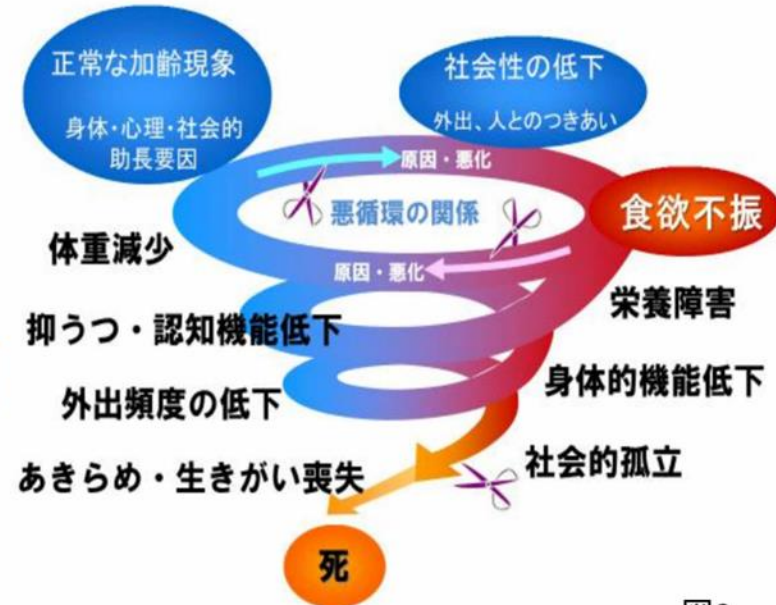 正常な加齢現象
身体・心理・社会的
助長要因
社会性の低下
外出、人とのつきあい
原因・悪化
悪循環の関係
食欲不振
体重減少
原因・悪化
栄養障害
抑うつ・認知機能低下
身体的機能低下
外出頻度の低下
社会的孤立
あきらめ・生きがい喪失
死